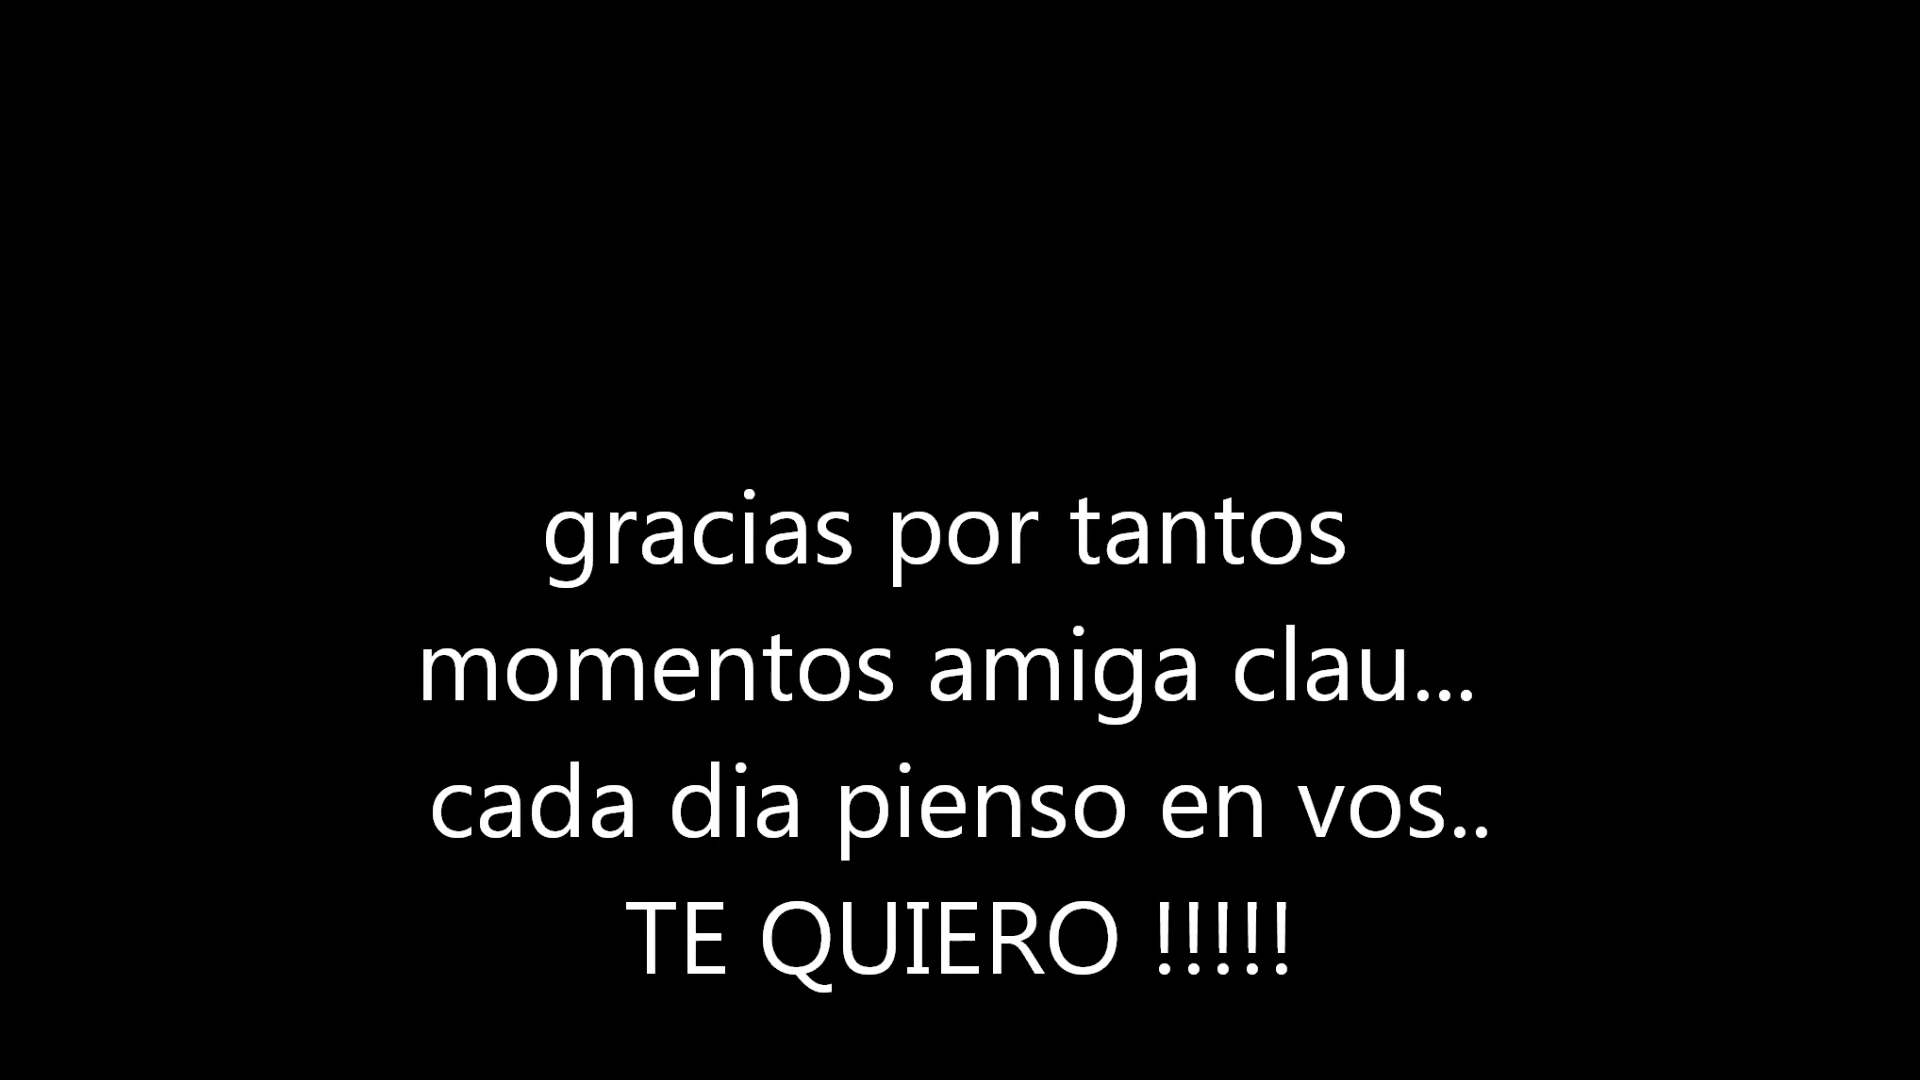 gracias por tantos
momentos amiga clau...
cada dia pienso en vos..
TE QUIERO !!!!!